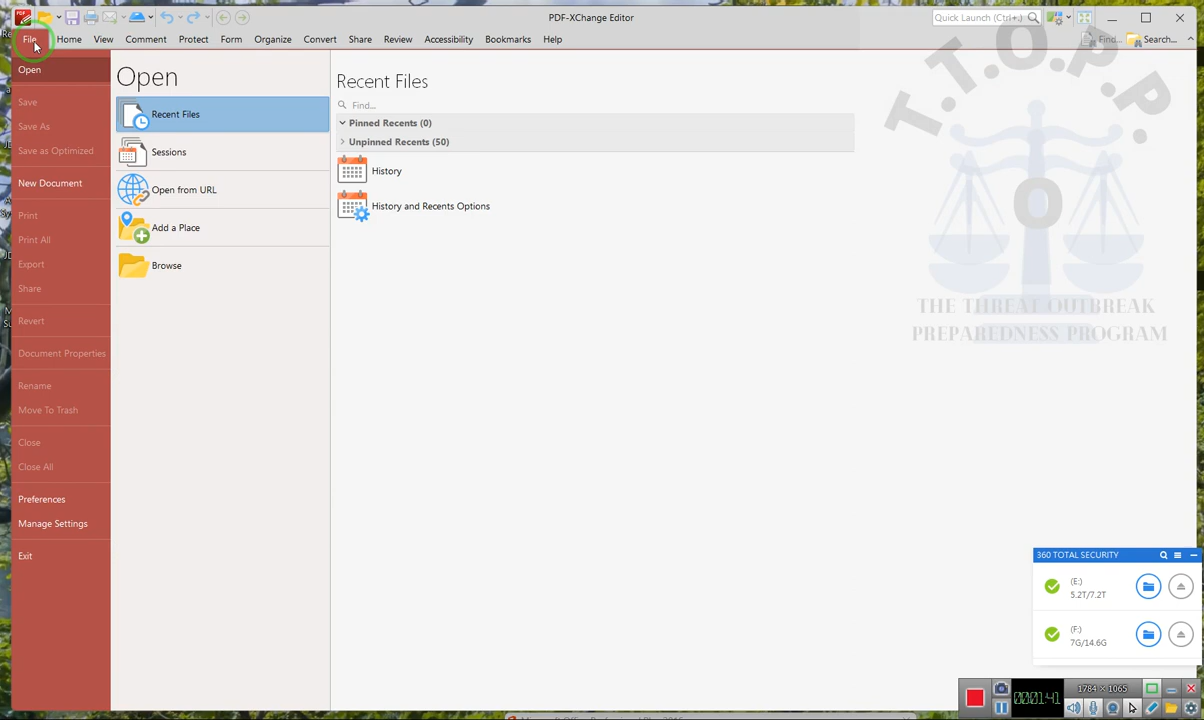 PDF-XChange Editor
Quick Launch (Ctrl+.)
File Home View Comment Protect Form Organize Convert Share Review Accessibility Bookmarks Help
Find... Search...
Open
Save
Save As
Save as Optimized
New Document
Print
Print All
Export
Share
Revert
Document Properties
Rename
Move To Trash
Close
Close All
Preferences
Manage Settings
Exit
Open
Recent Files
Sessions
Open from URL
Add a Place
Browse
Recent Files
Find...
Pinned Recents (0)
Unpinned Recents (50)
History
History and Recents Options
T.T.O.P.P.
O
THE THREAT OUTBREAK
PREPAREDNESS PROGRAM
360 TOTAL SECURITY
(E:)
5.2T/7.2T
(F:)
7G/14.6G
0:00:1:41
1784 × 1065